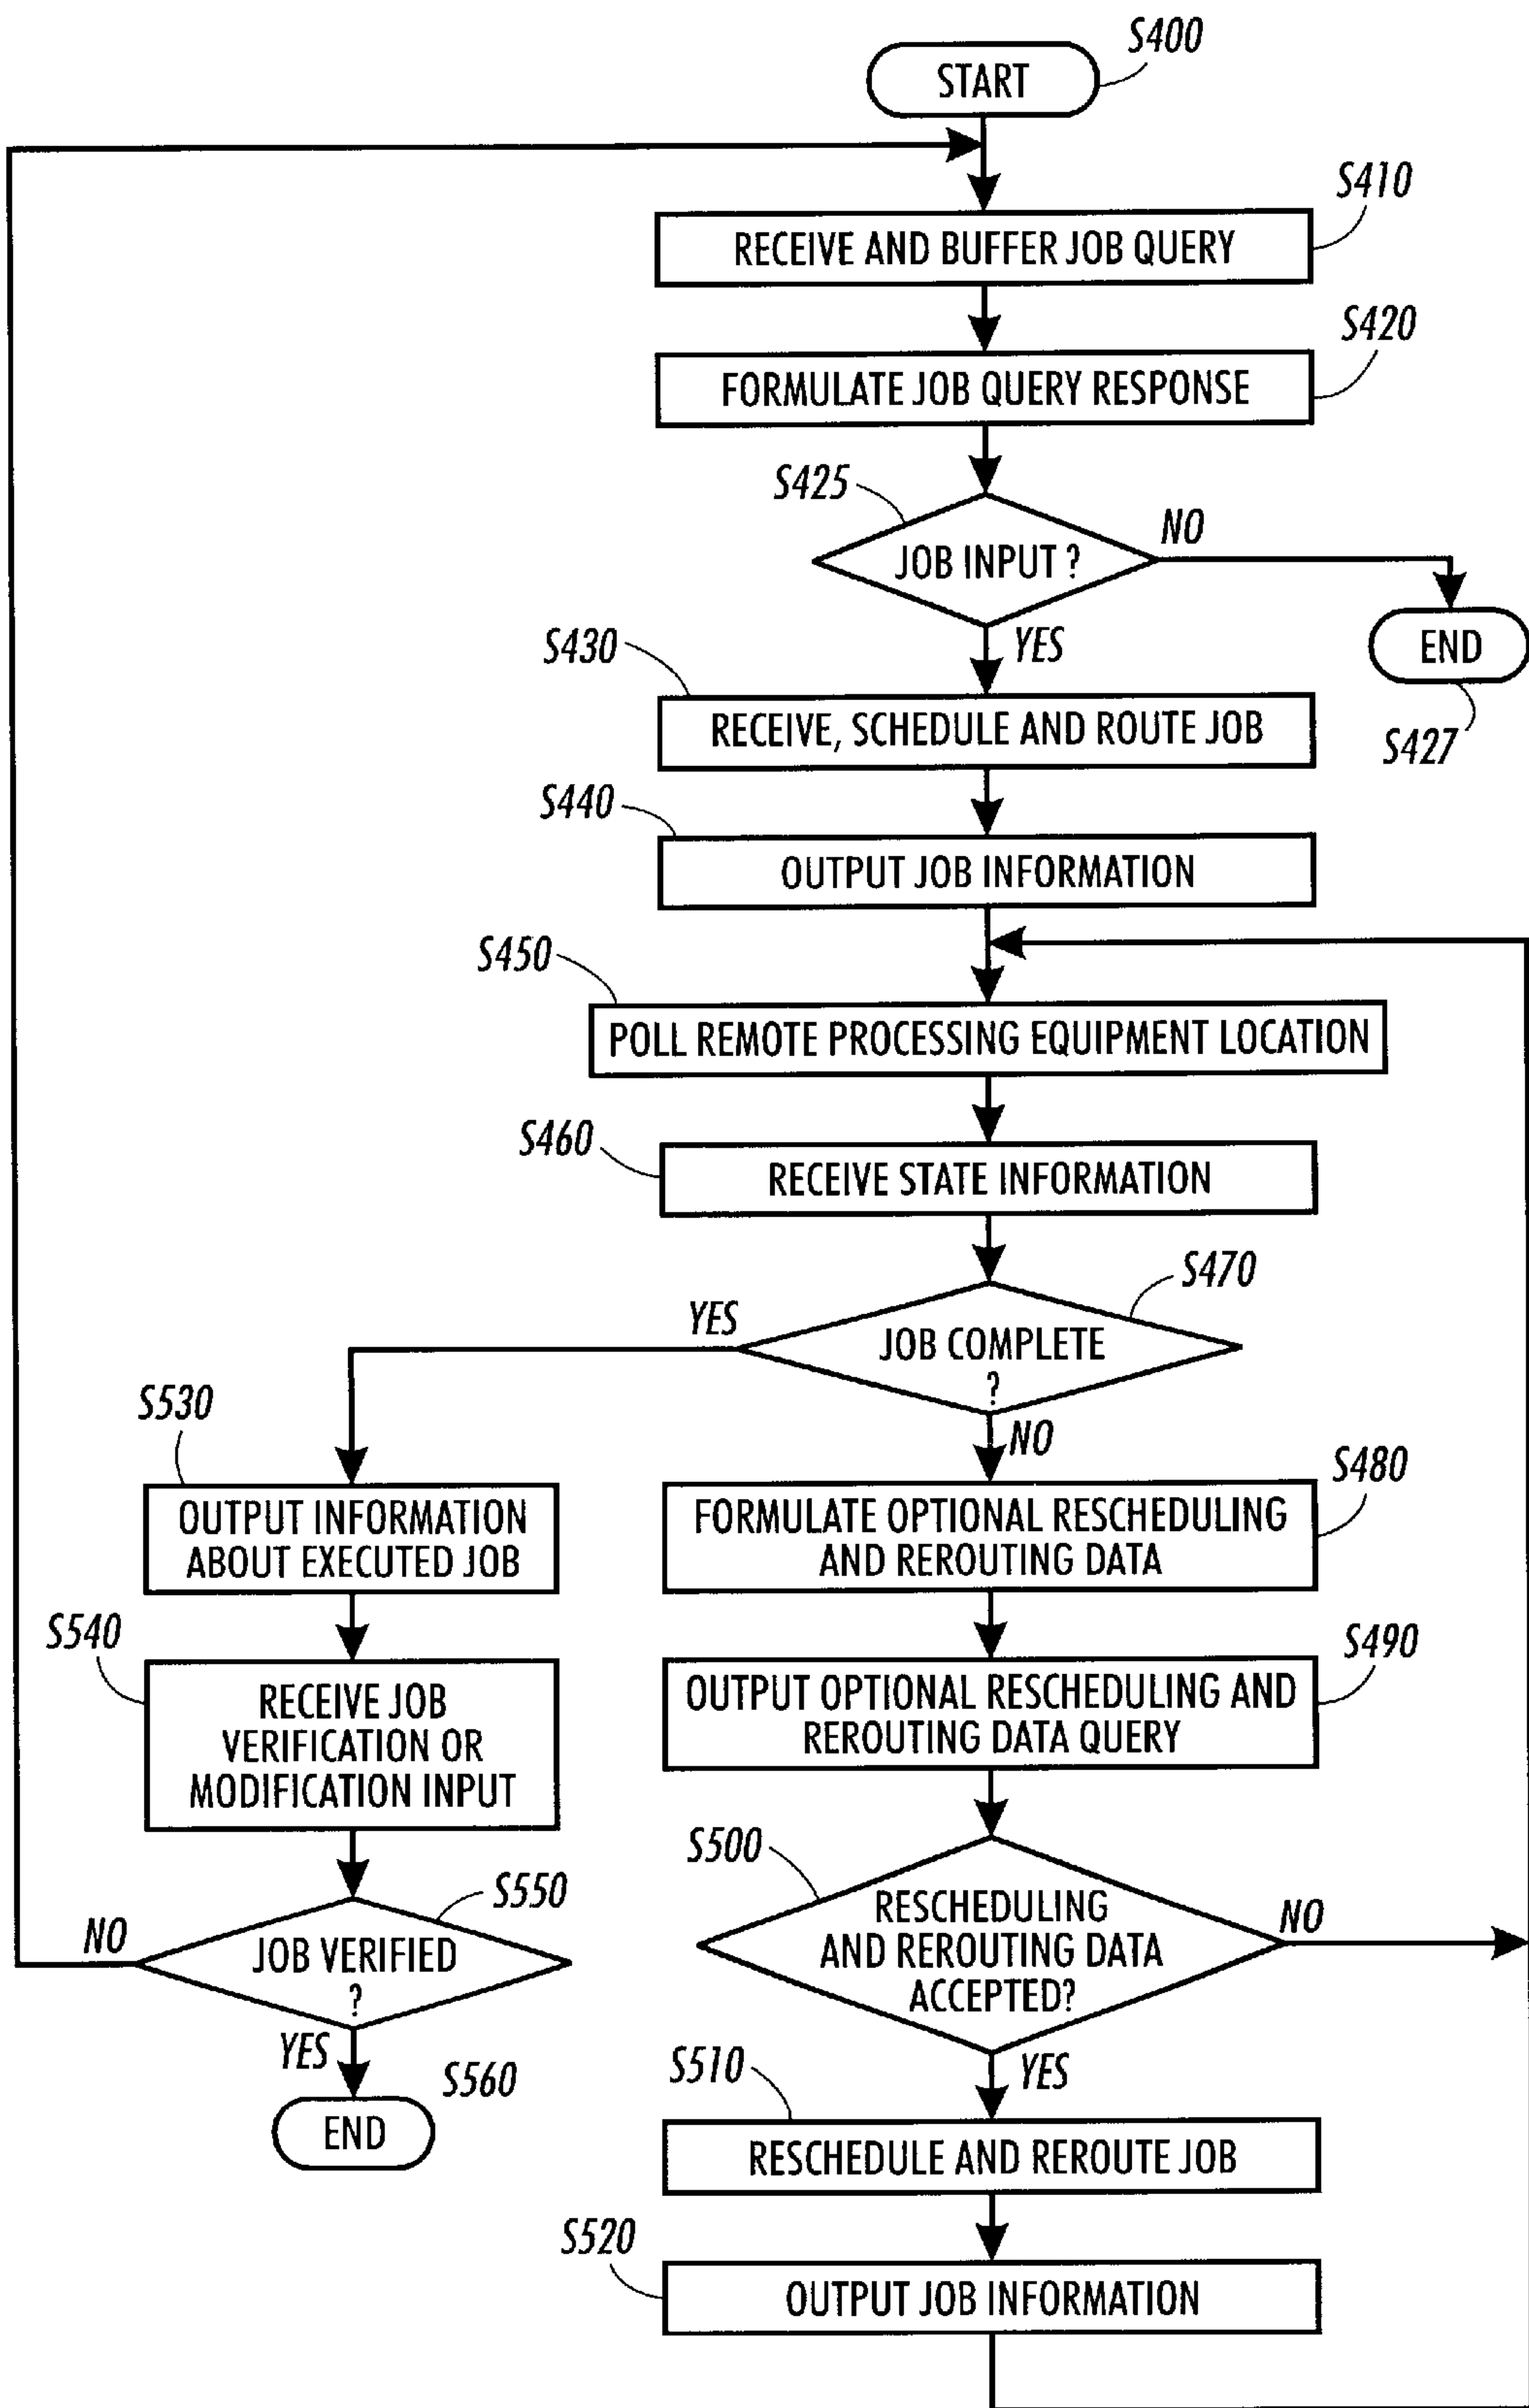 S400
START
S410
RECEIVE AND BUFFER JOB QUERY
S420
FORMULATE JOB QUERY RESPONSE
S425
JOB INPUT ?
NO
END
S427
YES
S430
RECEIVE, SCHEDULE AND ROUTE JOB
S440
OUTPUT JOB INFORMATION
S450
POLL REMOTE PROCESSING EQUIPMENT LOCATION
S460
RECEIVE STATE INFORMATION
S470
JOB COMPLETE
?
YES
NO
S530
OUTPUT INFORMATION
ABOUT EXECUTED JOB
S540
RECEIVE JOB
VERIFICATION OR
MODIFICATION INPUT
S550
JOB VERIFIED
?
NO
YES
S560
END
S480
FORMULATE OPTIONAL RESCHEDULING
AND REROUTING DATA
S490
OUTPUT OPTIONAL RESCHEDULING AND
REROUTING DATA QUERY
S500
RESCHEDULING
AND REROUTING DATA
ACCEPTED?
NO
YES
S510
RESCHEDULE AND REROUTE JOB
S520
OUTPUT JOB INFORMATION